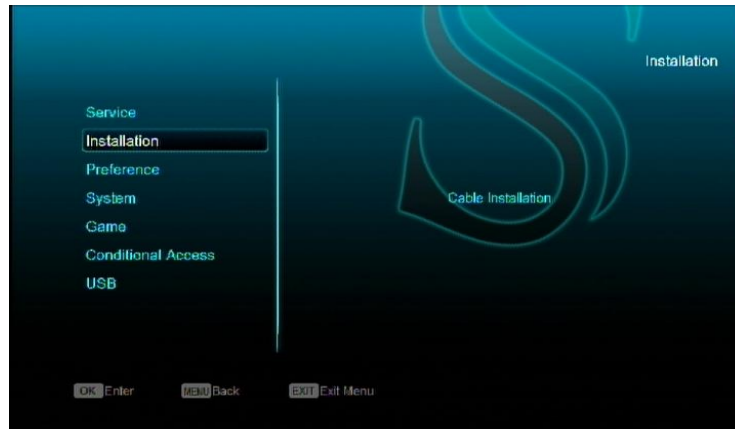 Installation
Service
Installation
Preference
System
Game
Conditional Access
USB
Cable Installation
OK Enter MENU Back EXIT Exit Menu